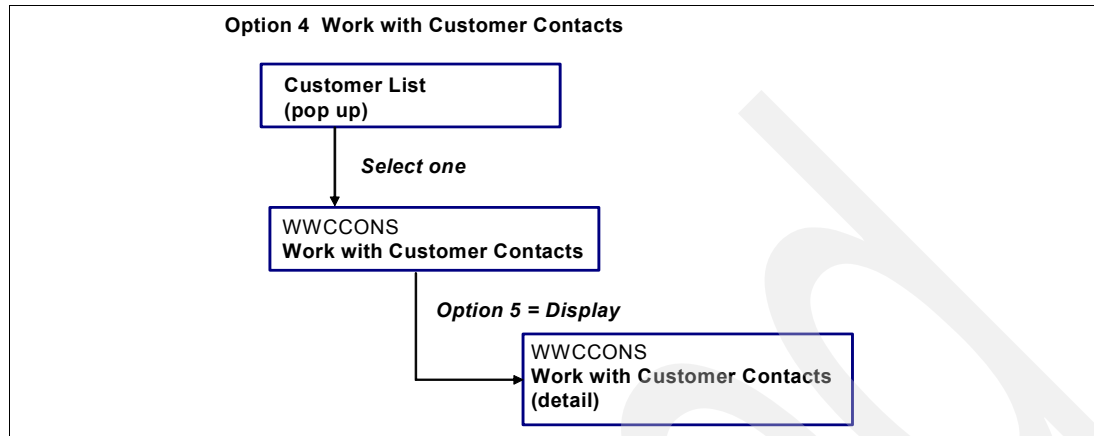 Option 4 Work with Customer Contacts
Customer List
(pop up)
Select one
WWCCONS
Work with Customer Contacts
Option 5 = Display
WWCCONS
Work with Customer Contacts
(detail)